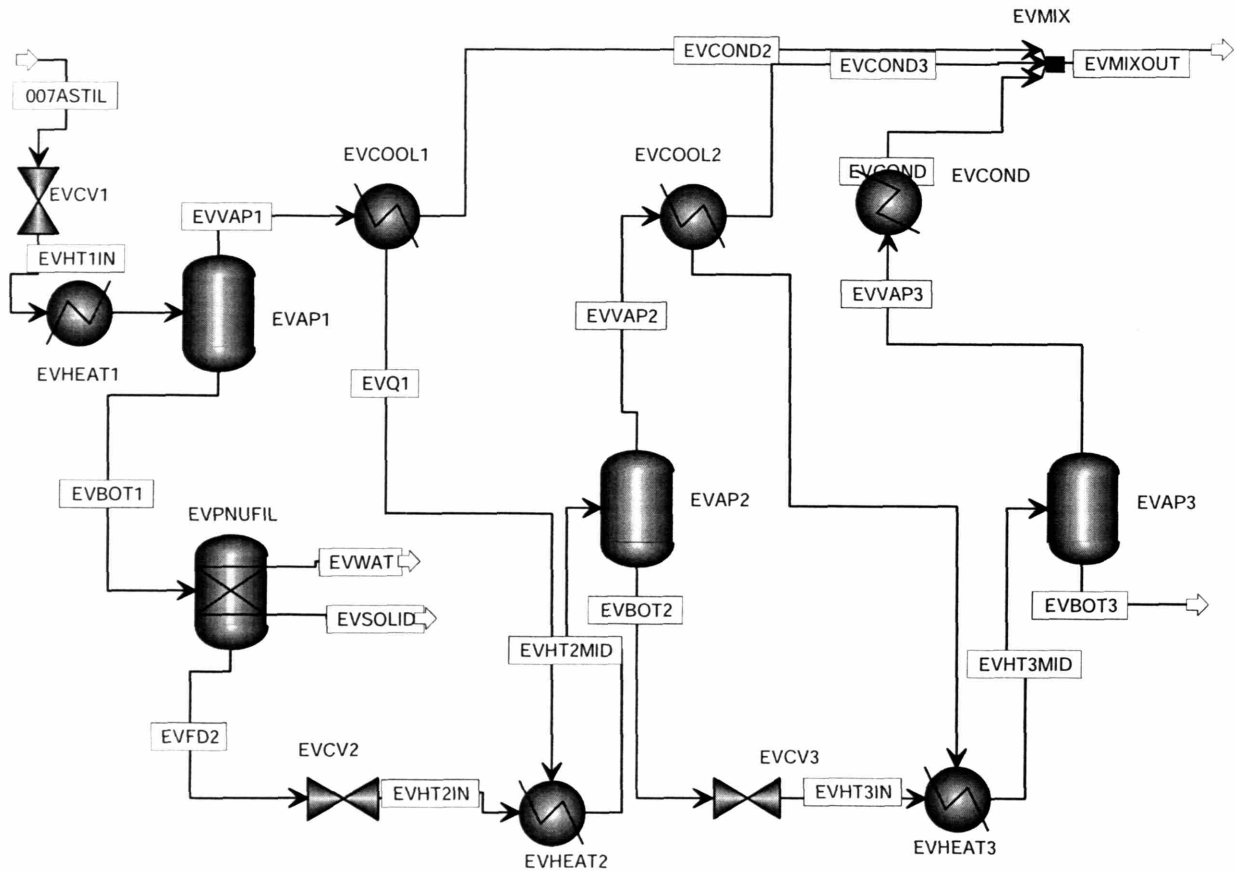 EVMIX
EVCOND2
EVCOND3
EVMIXOUT
007ASTIL
EVCOOL1
EVCOOL2
EVCOND
EVCOND
EVCV1
EVVAP1
EVHT1IN
EVVAP3
EVAP1
EVVAP2
EVHEAT1
EVQ1
EVBOT1
EVPNUFIL
EVAP2
EVAP3
EVWAT
EVBOT2
EVBOT3
EVSOLID
EVHT2MID
EVHT3MID
EVFD2
EVCV2
EVCV3
EVHT2IN
EVHT3IN
EVHEAT2
EVHEAT3